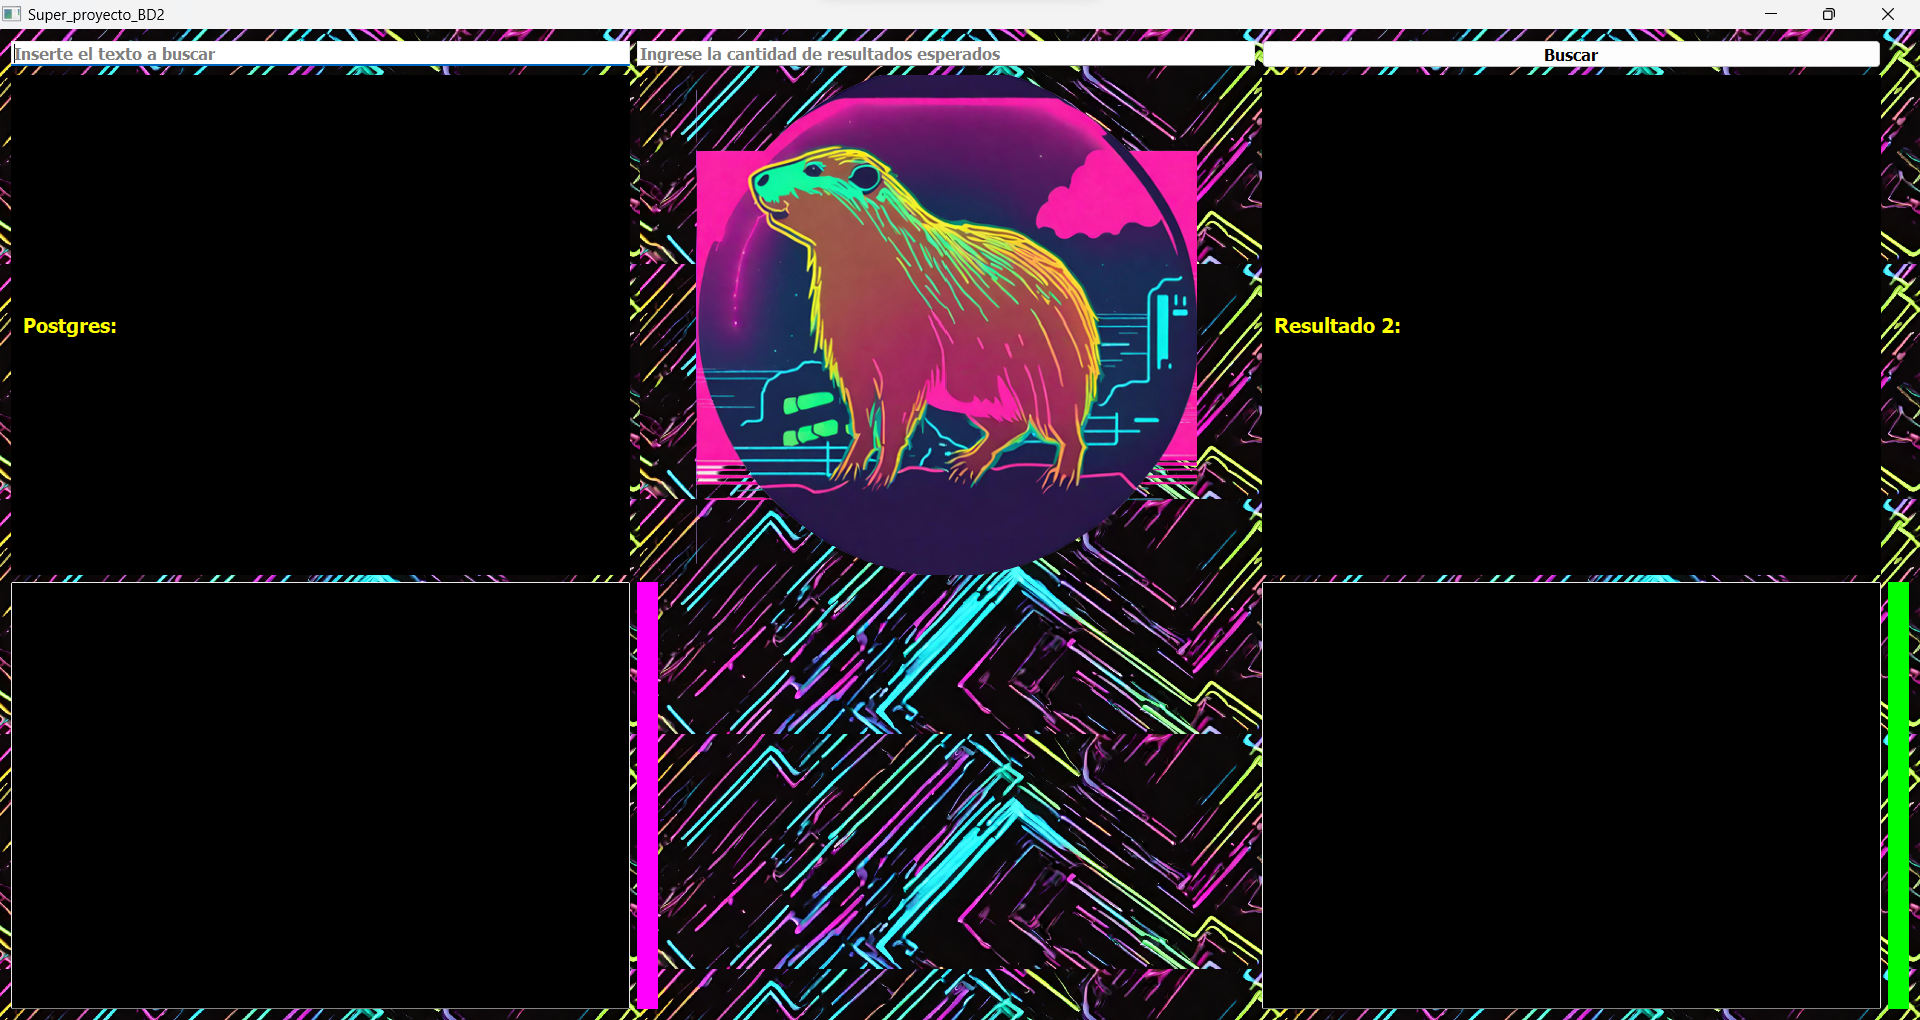 Super_proyecto_BD2
Inserte el texto a buscar
Ingrese la cantidad de resultados esperados
Buscar
Postgres:
Resultado 2: